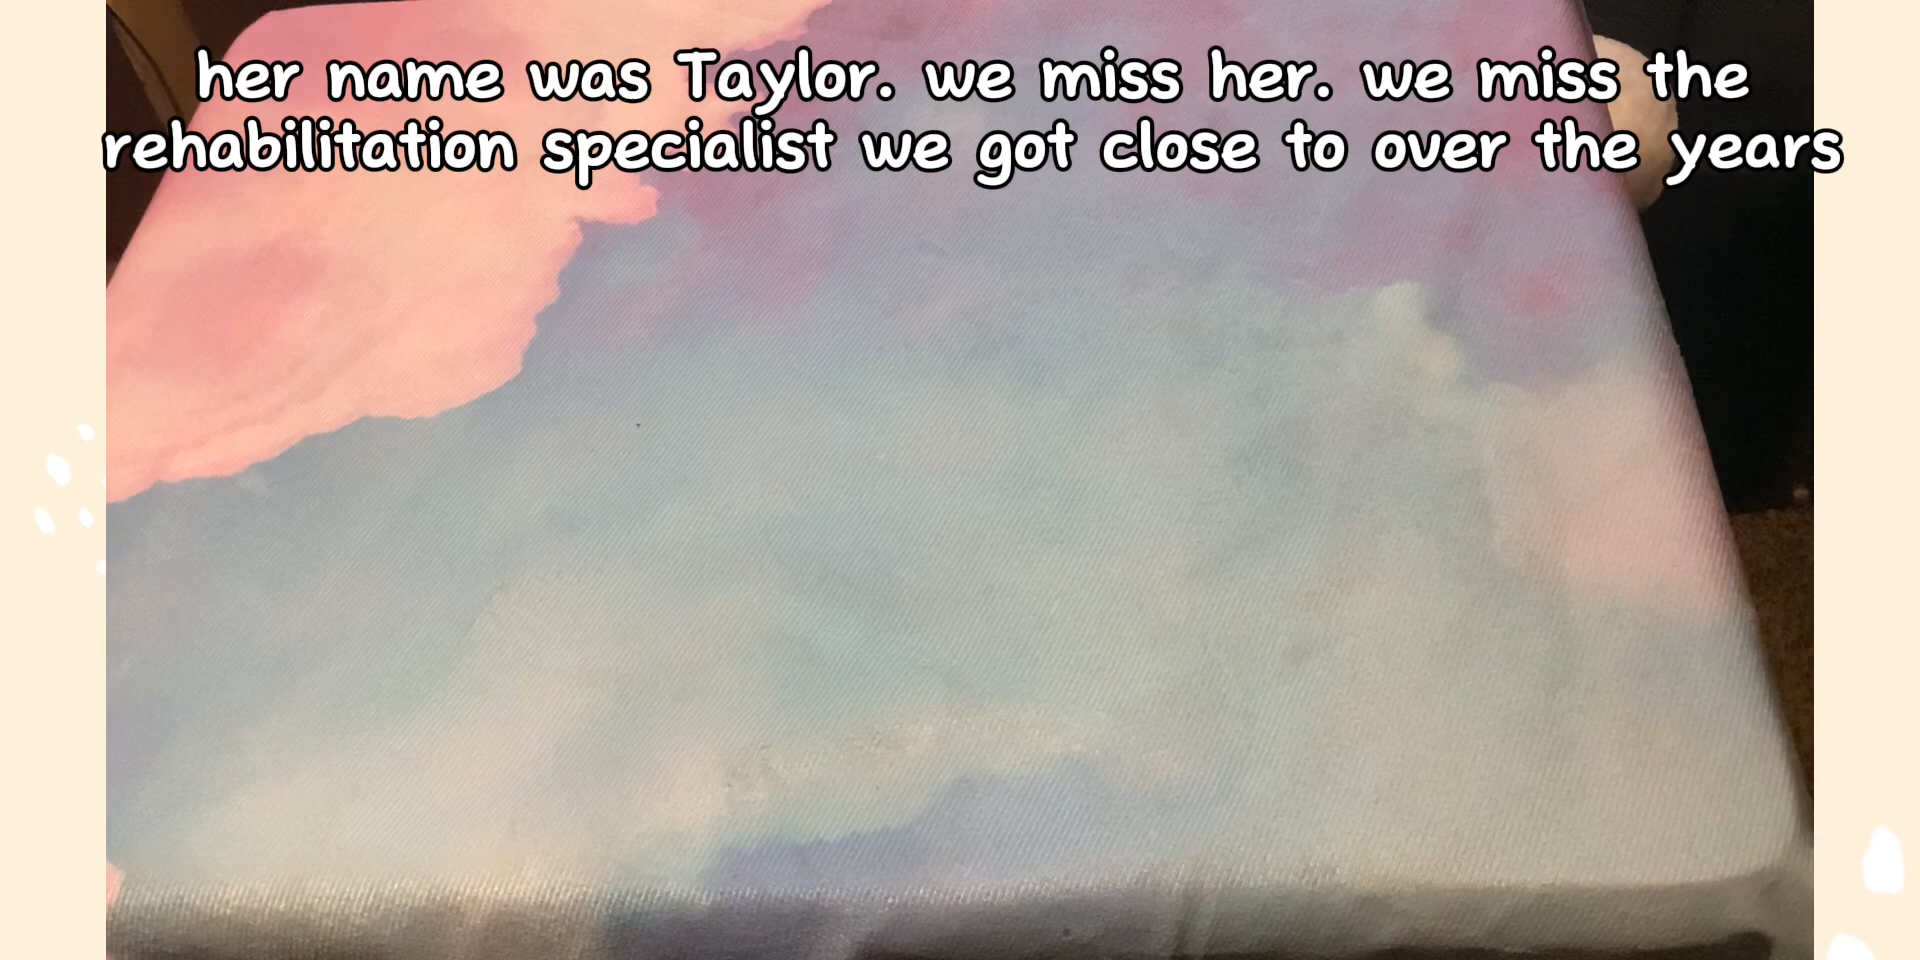 her name was Taylor. we miss her. we miss the
rehabilitation specialist we got close to over the years